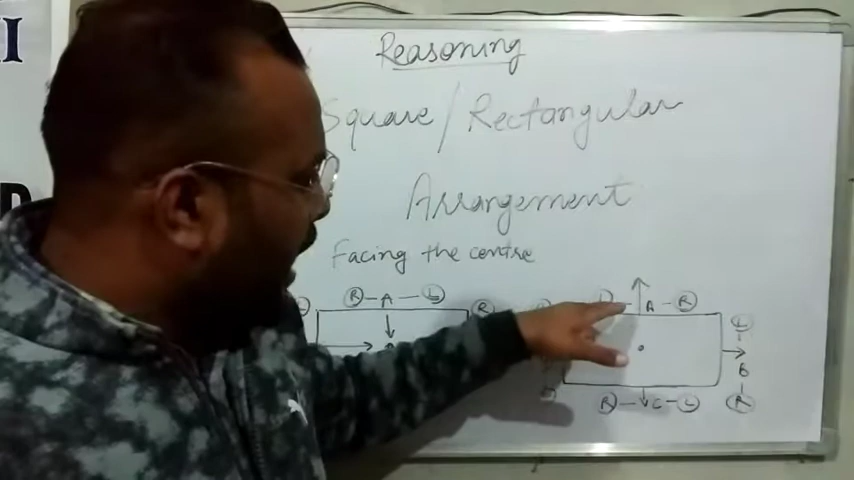 Reasoning
Square/Rectangular
Arrangement
Facing the centre
R-A-L
R
A-R
L
B
R
R-C-L